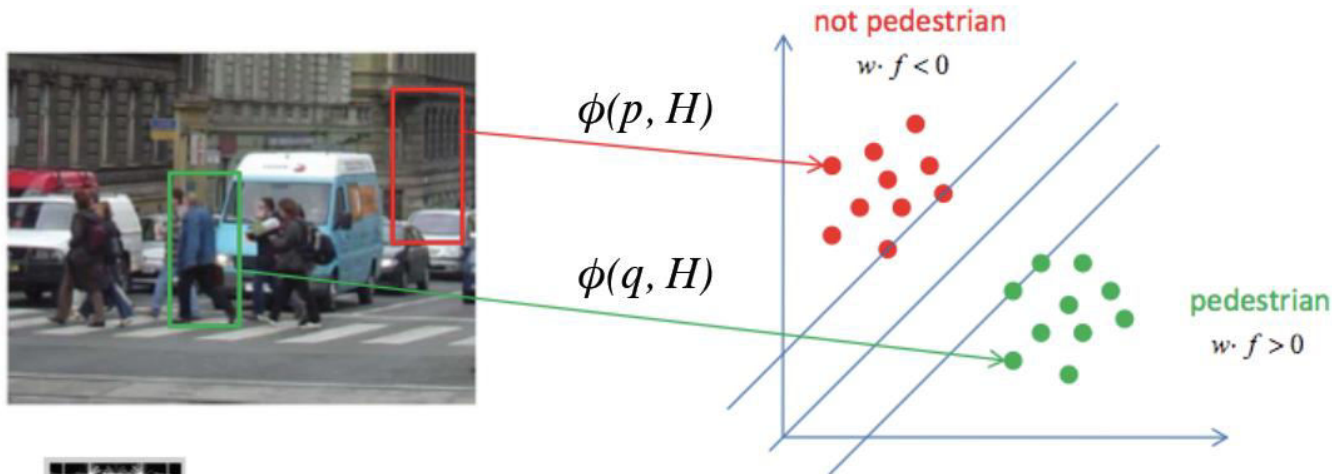 not pedestrian
w· f < 0
ϕ(p, H)
ϕ(q, H)
pedestrian
w· f > 0